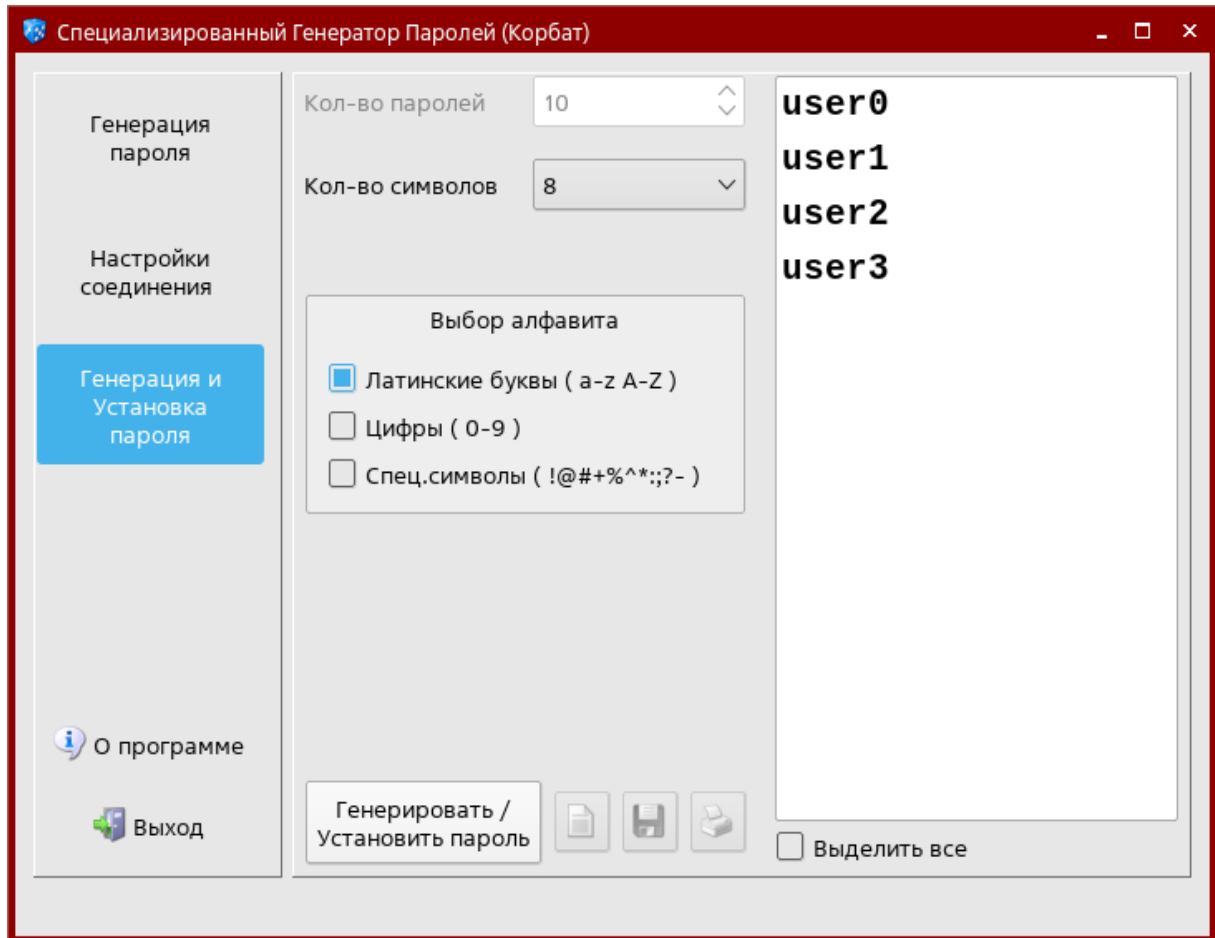 Специализированный Генератор Паролей (Корбат)
Генерация
пароля
Настройки
соединения
Генерация и
Установка
пароля
О программе
Выход
Кол-во паролей
10
Кол-во символов
8
Выбор алфавита
Латинские буквы ( a-z A-Z )
Цифры ( 0-9 )
Спец.символы ( !@#+%^*:;?- )
Генерировать /
Установить пароль
user0
user1
user2
user3
Выделить все